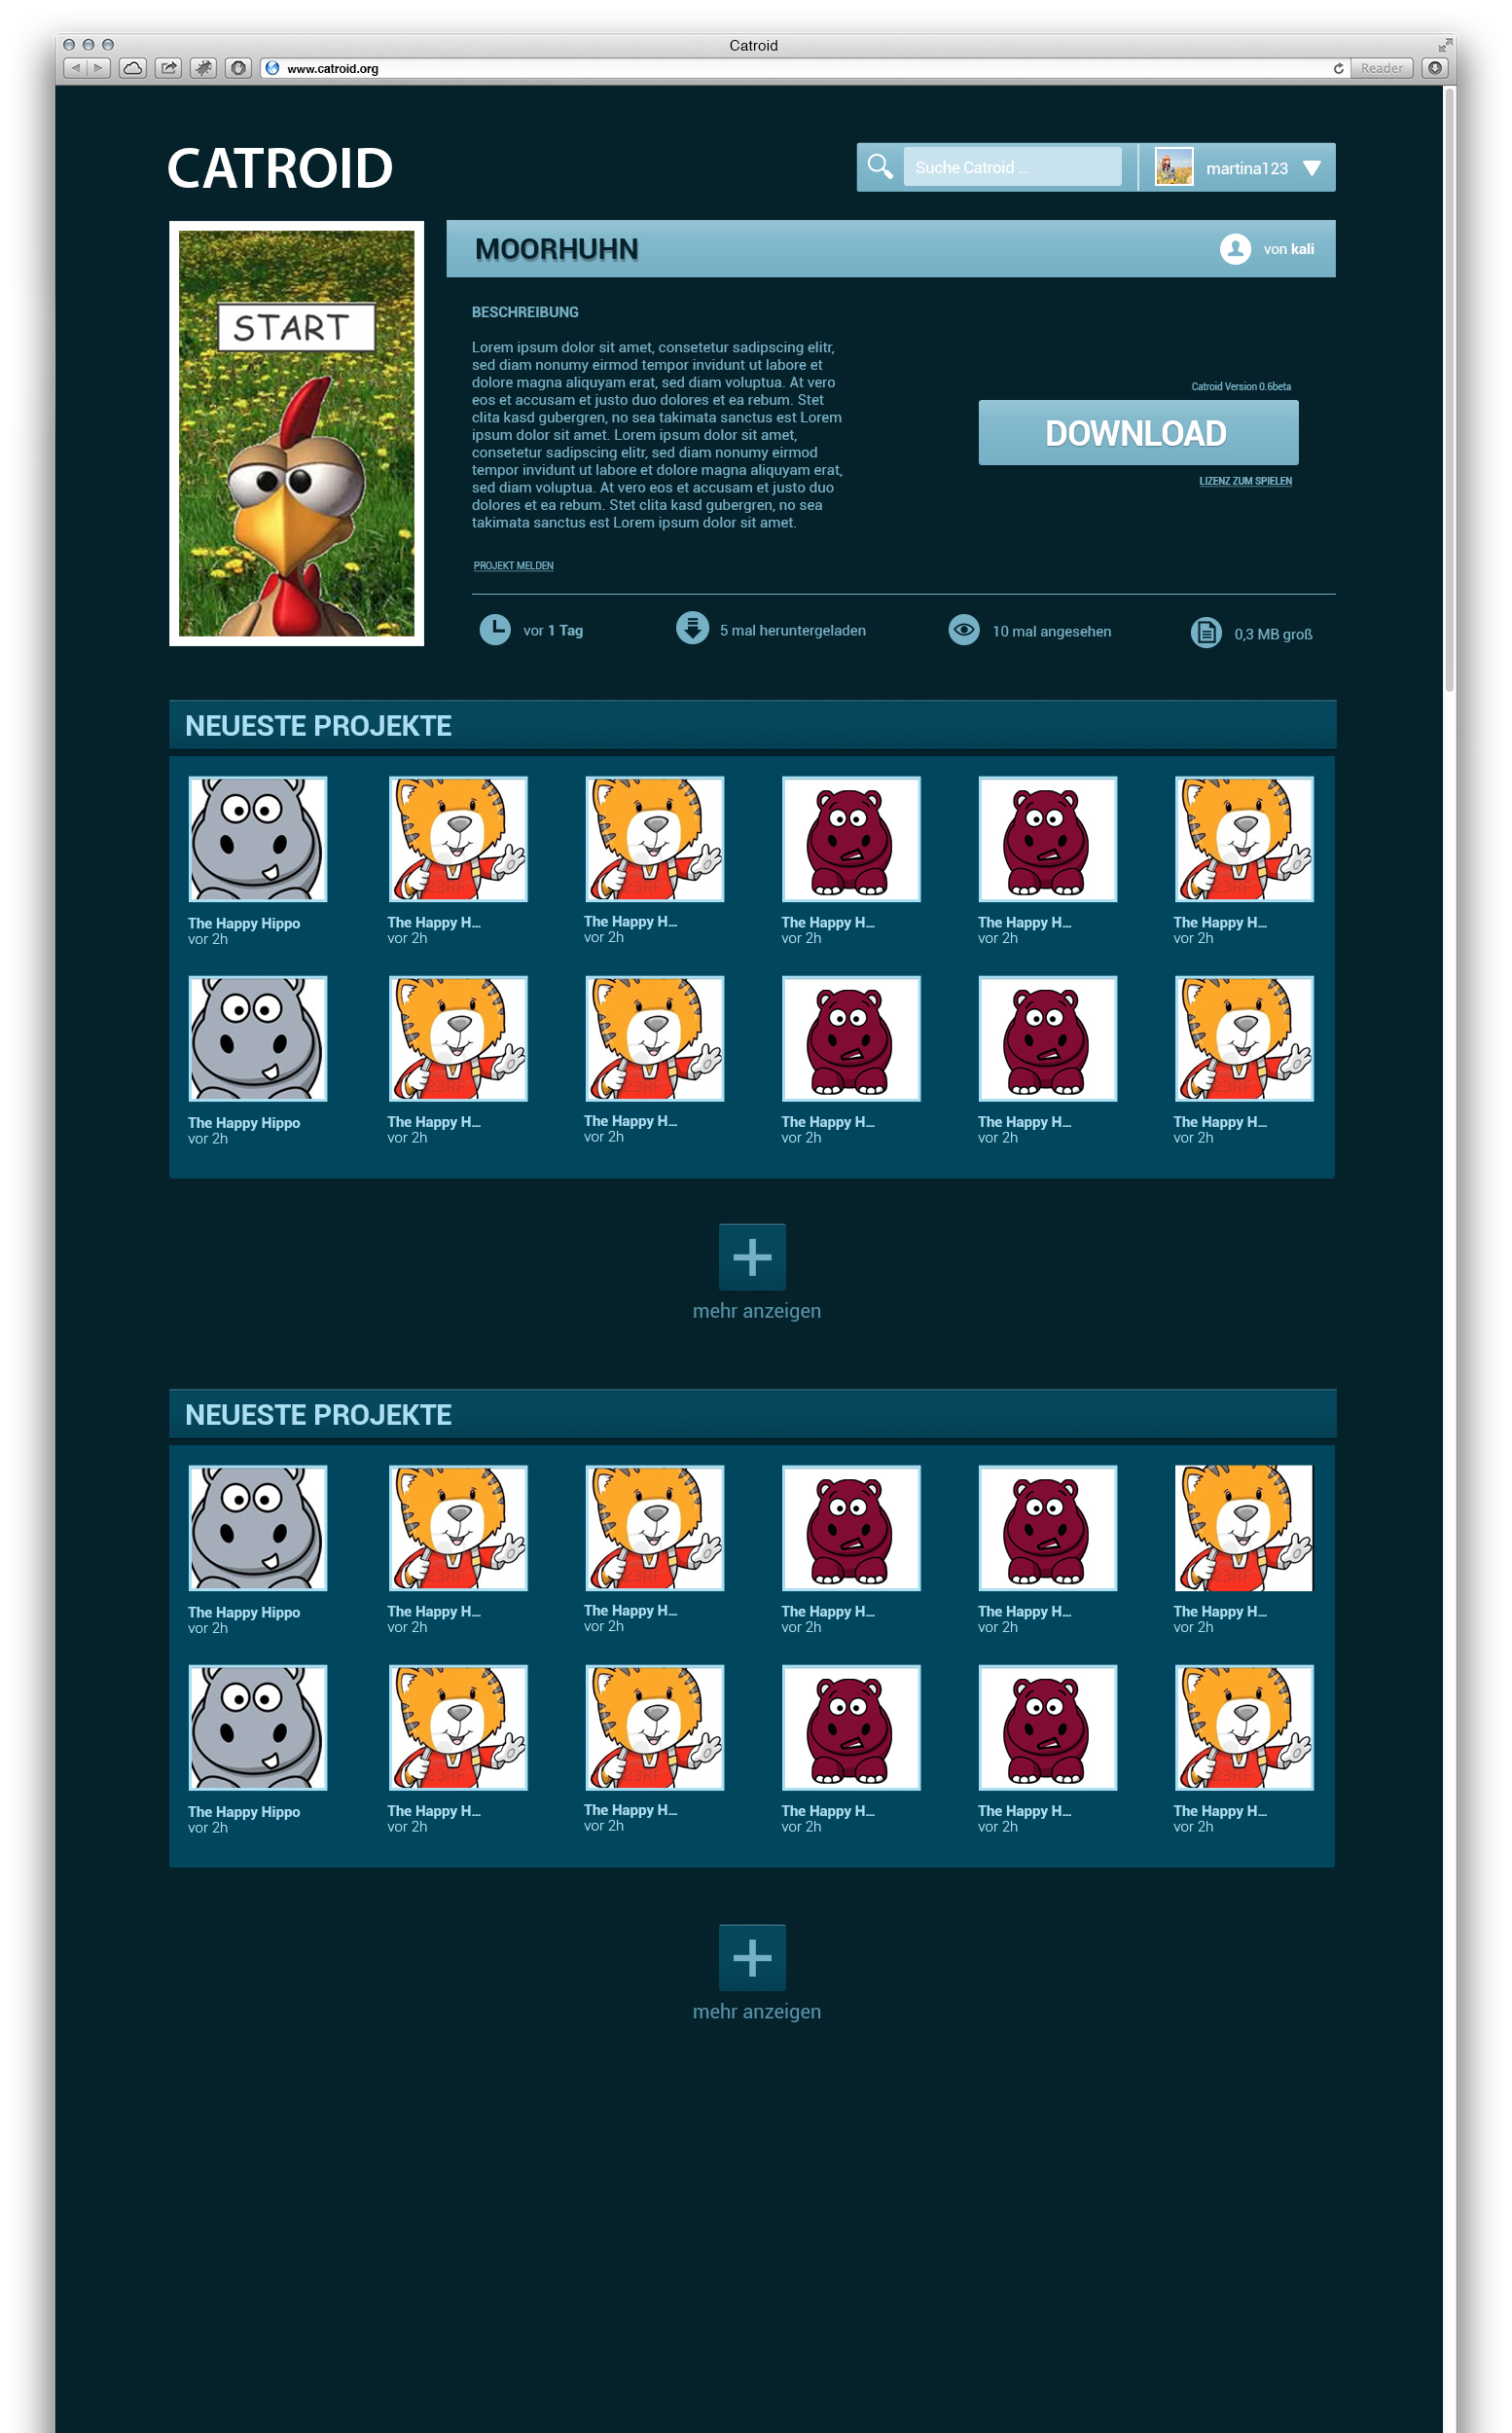 Catroid
www.catroid.org
Reader
CATROID
Suche Catroid ...
martina123
MOORHUHN
von kali
START
BESCHREIBUNG
Lorem ipsum dolor sit amet, consetetur sadipscing elitr,
sed diam nonumy eirmod tempor invidunt ut labore et
dolore magna aliquyam erat, sed diam voluptua. At vero
eos et accusam et justo duo dolores et ea rebum. Stet
clita kasd gubergren, no sea takimata sanctus est Lorem
ipsum dolor sit amet. Lorem ipsum dolor sit amet,
consetetur sadipscing elitr, sed diam nonumy eirmod
tempor invidunt ut labore et dolore magna aliquyam erat,
sed diam voluptua. At vero eos et accusam et justo duo
dolores et ea rebum. Stet clita kasd gubergren, no sea
takimata sanctus est Lorem ipsum dolor sit amet.
Catroid Version 0.6beta
DOWNLOAD
LIZENZ ZUM SPIELEN
PROJEKT MELDEN
vor 1 Tag
5 mal heruntergeladen
10 mal angesehen
0,3 MB groß
NEUESTE PROJEKTE
The Happy Hippo
vor 2h
The Happy H...
vor 2h
The Happy H...
vor 2h
The Happy H...
vor 2h
The Happy H...
vor 2h
The Happy H...
vor 2h
The Happy Hippo
vor 2h
The Happy H...
vor 2h
The Happy H...
vor 2h
The Happy H...
vor 2h
The Happy H...
vor 2h
The Happy H...
vor 2h
mehr anzeigen
NEUESTE PROJEKTE
The Happy Hippo
vor 2h
The Happy H...
vor 2h
The Happy H...
vor 2h
The Happy H...
vor 2h
The Happy H...
vor 2h
The Happy H...
vor 2h
The Happy Hippo
vor 2h
The Happy H...
vor 2h
The Happy H...
vor 2h
The Happy H...
vor 2h
The Happy H...
vor 2h
The Happy H...
vor 2h
mehr anzeigen